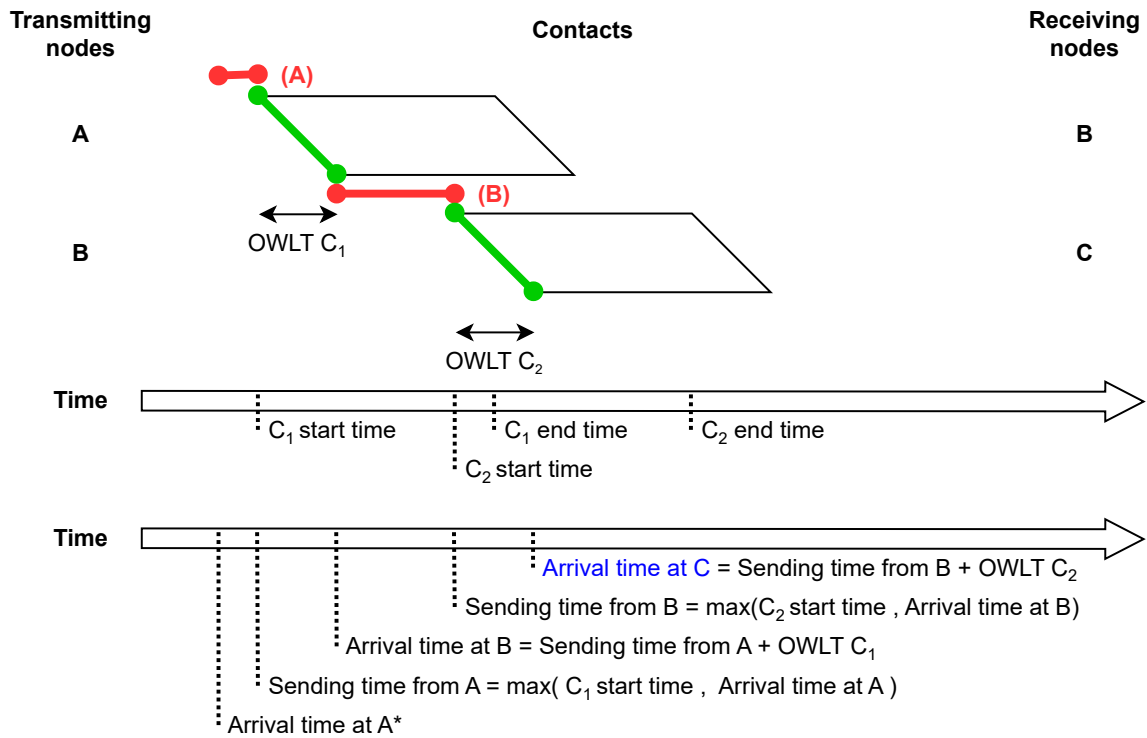 Transmitting
nodes
Contacts
Receiving
nodes
(A)
A
B
(B)
OWLT C1
B
C
OWLT C2
Time
C1 start time
C1 end time
C2 end time
C2 start time
Time
Arrival time at C = Sending time from B + OWLT C2
Sending time from B = max(C2 start time , Arrival time at B)
Arrival time at B = Sending time from A + OWLT C1
Sending time from A = max( C1 start time , Arrival time at A )
Arrival time at A*